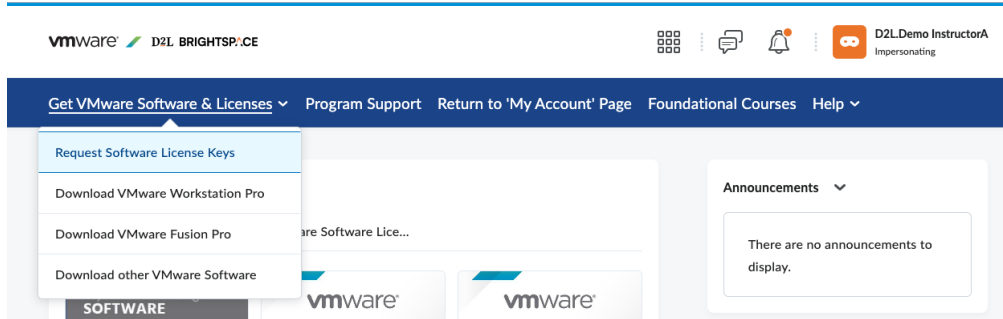 vmware D2L BRIGHTSPACE
D2L.Demo InstructorA
Impersonating
Get VMware Software & Licenses Program Support Return to 'My Account' Page Foundational Courses Help
Request Software License Keys
Download VMware Workstation Pro
Download VMware Fusion Pro
Download other VMware Software
are Software Lice...
SOFTWARE
vmware
vmware
Announcements
There are no announcements to
display.